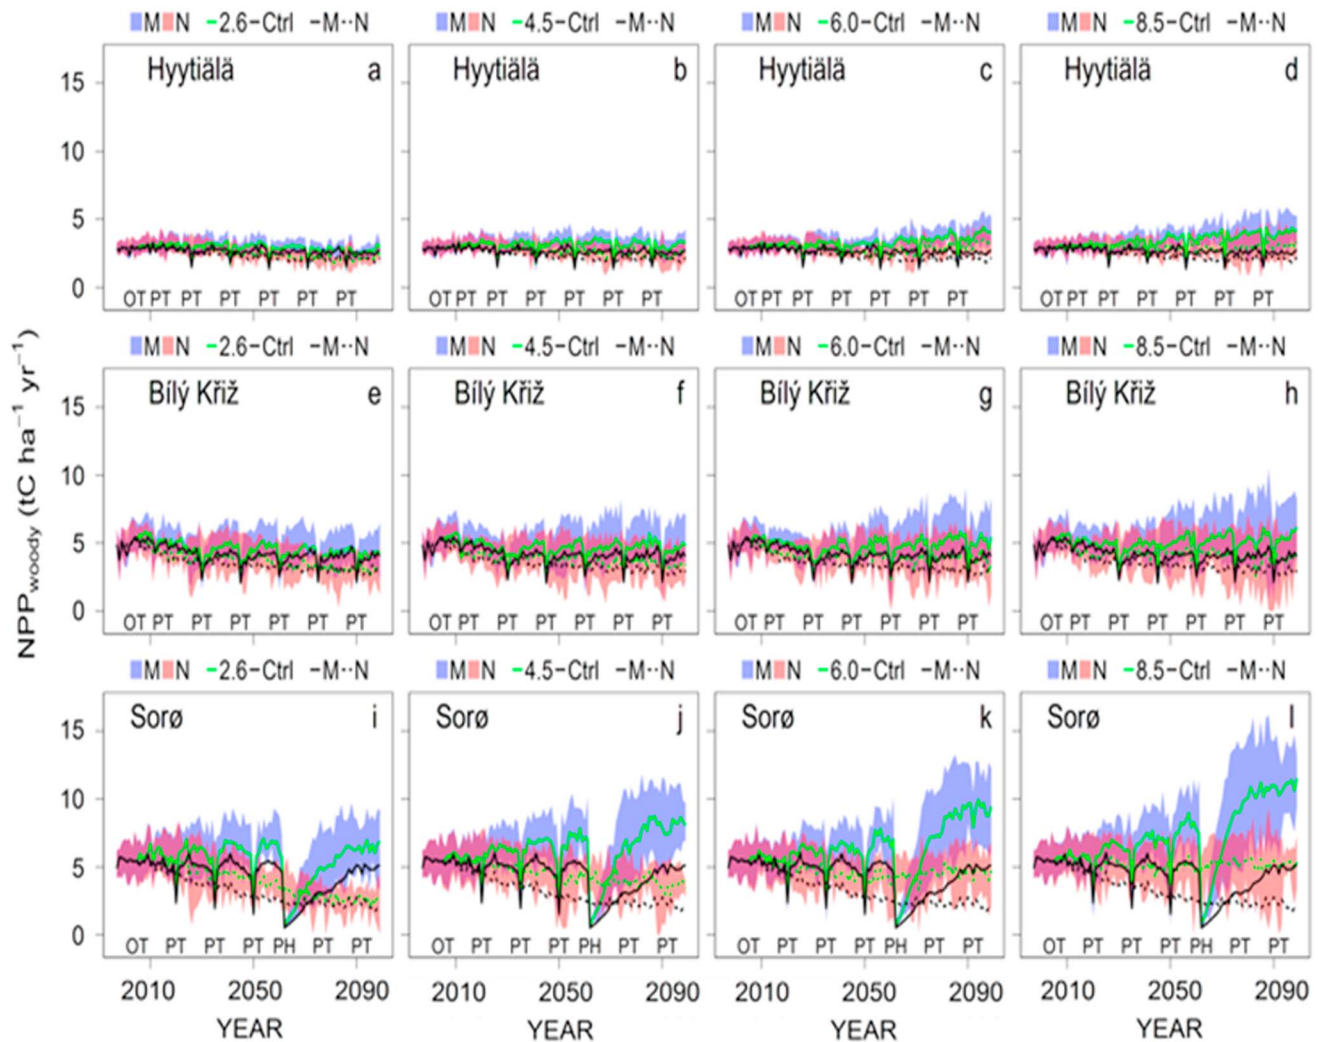 M N 2.6 Ctrl M N M N 4.5 Ctrl M N M N 6.0 Ctrl M N M N 8.5 Ctrl M N
15 Hyytiälä a Hyytiälä b Hyytiälä c Hyytiälä d
10
5
0
OT PT PT PT PT PT PT OT PT PT PT PT PT PT OT PT PT PT PT PT PT OT PT PT PT PT PT PT
M N 2.6 Ctrl M N M N 4.5 Ctrl M N M N 6.0 Ctrl M N M N 8.5 Ctrl M N
15 Bílý Křiž e Bílý Křiž f Bílý Křiž g Bílý Křiž h
10
5
0
OT PT PT PT PT PT PT OT PT PT PT PT PT PT OT PT PT PT PT PT PT OT PT PT PT PT PT PT
NPPwoody (tC ha⁻¹ yr⁻¹)
M N 2.6 Ctrl M N M N 4.5 Ctrl M N M N 6.0 Ctrl M N M N 8.5 Ctrl M N
15 Sorø i Sorø j Sorø k Sorø l
10
5
0
OT PT PT PT PH PT PT OT PT PT PT PH PT PT OT PT PT PT PH PT PT OT PT PT PT PH PT PT
2010 2050 2090 2010 2050 2090 2010 2050 2090 2010 2050 2090
YEAR YEAR YEAR YEAR